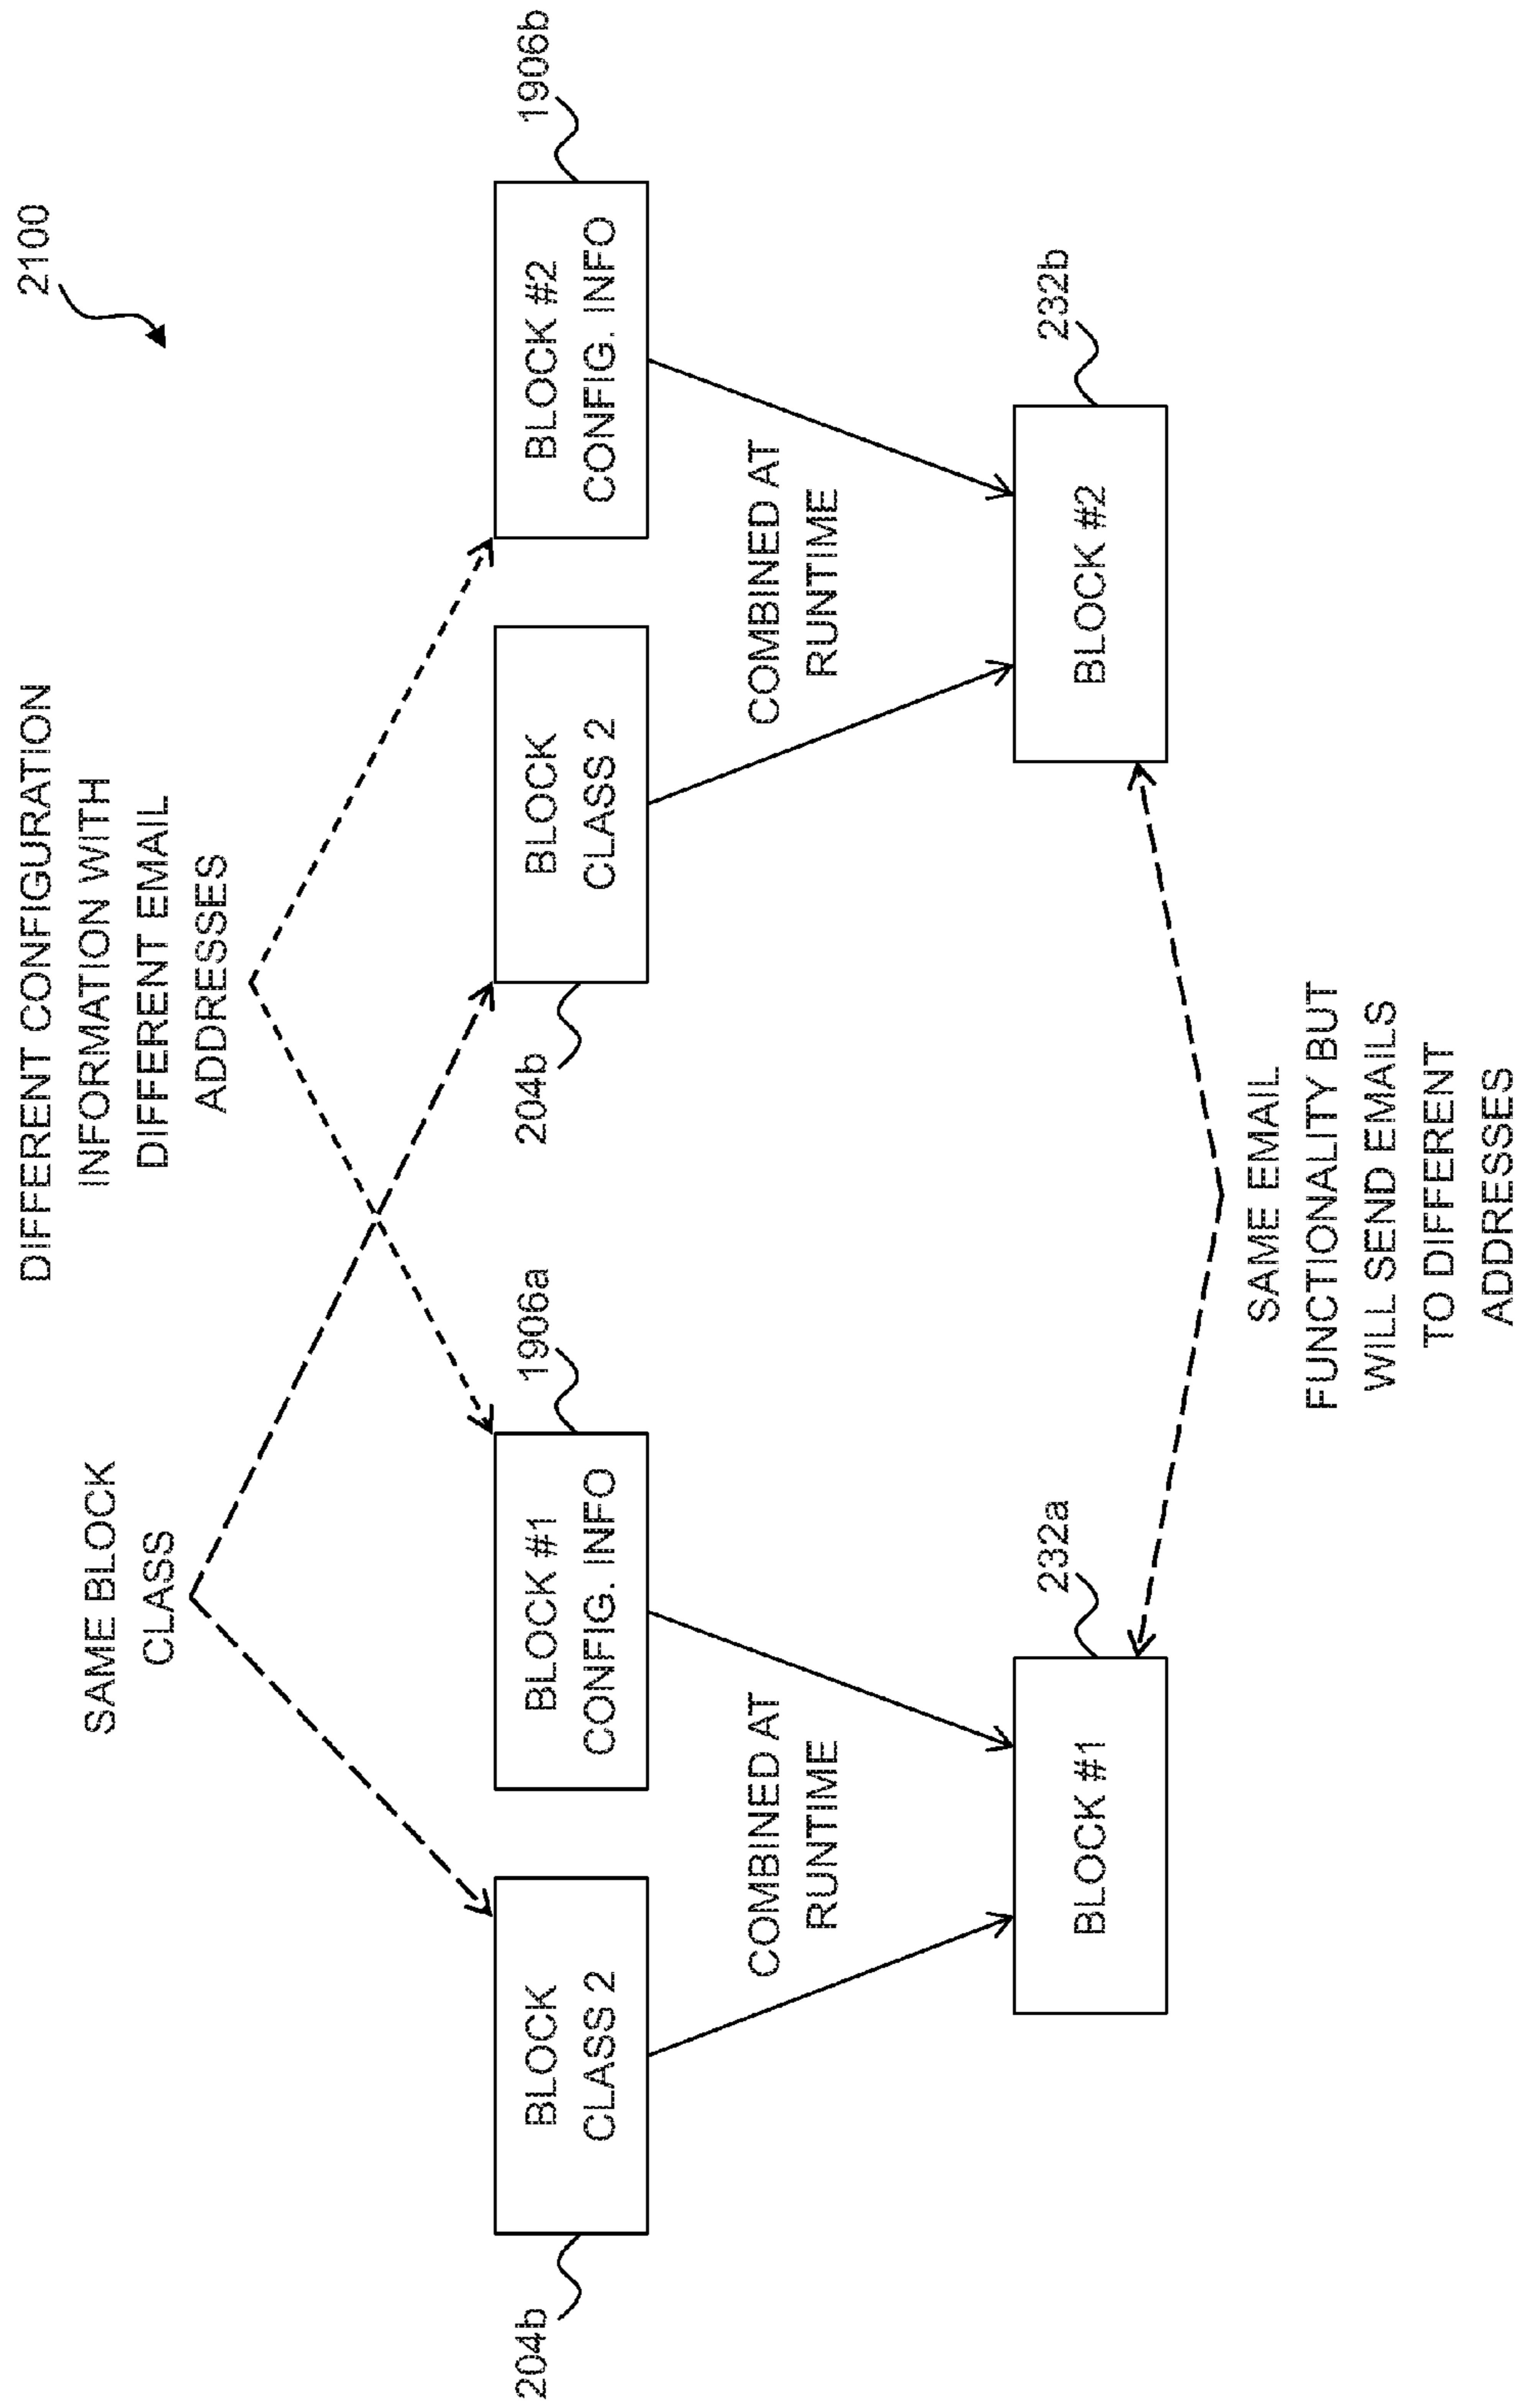 2100
DIFFERENT CONFIGURATION
INFORMATION WITH
DIFFERENT EMAIL
ADDRESSES
SAME BLOCK
CLASS
204b
BLOCK
CLASS 2
1906a
BLOCK #1
CONFIG. INFO
204b
BLOCK
CLASS 2
1906b
BLOCK #2
CONFIG. INFO
COMBINED AT
RUNTIME
COMBINED AT
RUNTIME
232a
BLOCK #1
232b
BLOCK #2
SAME EMAIL
FUNCTIONALITY BUT
WILL SEND EMAILS
TO DIFFERENT
ADDRESSES